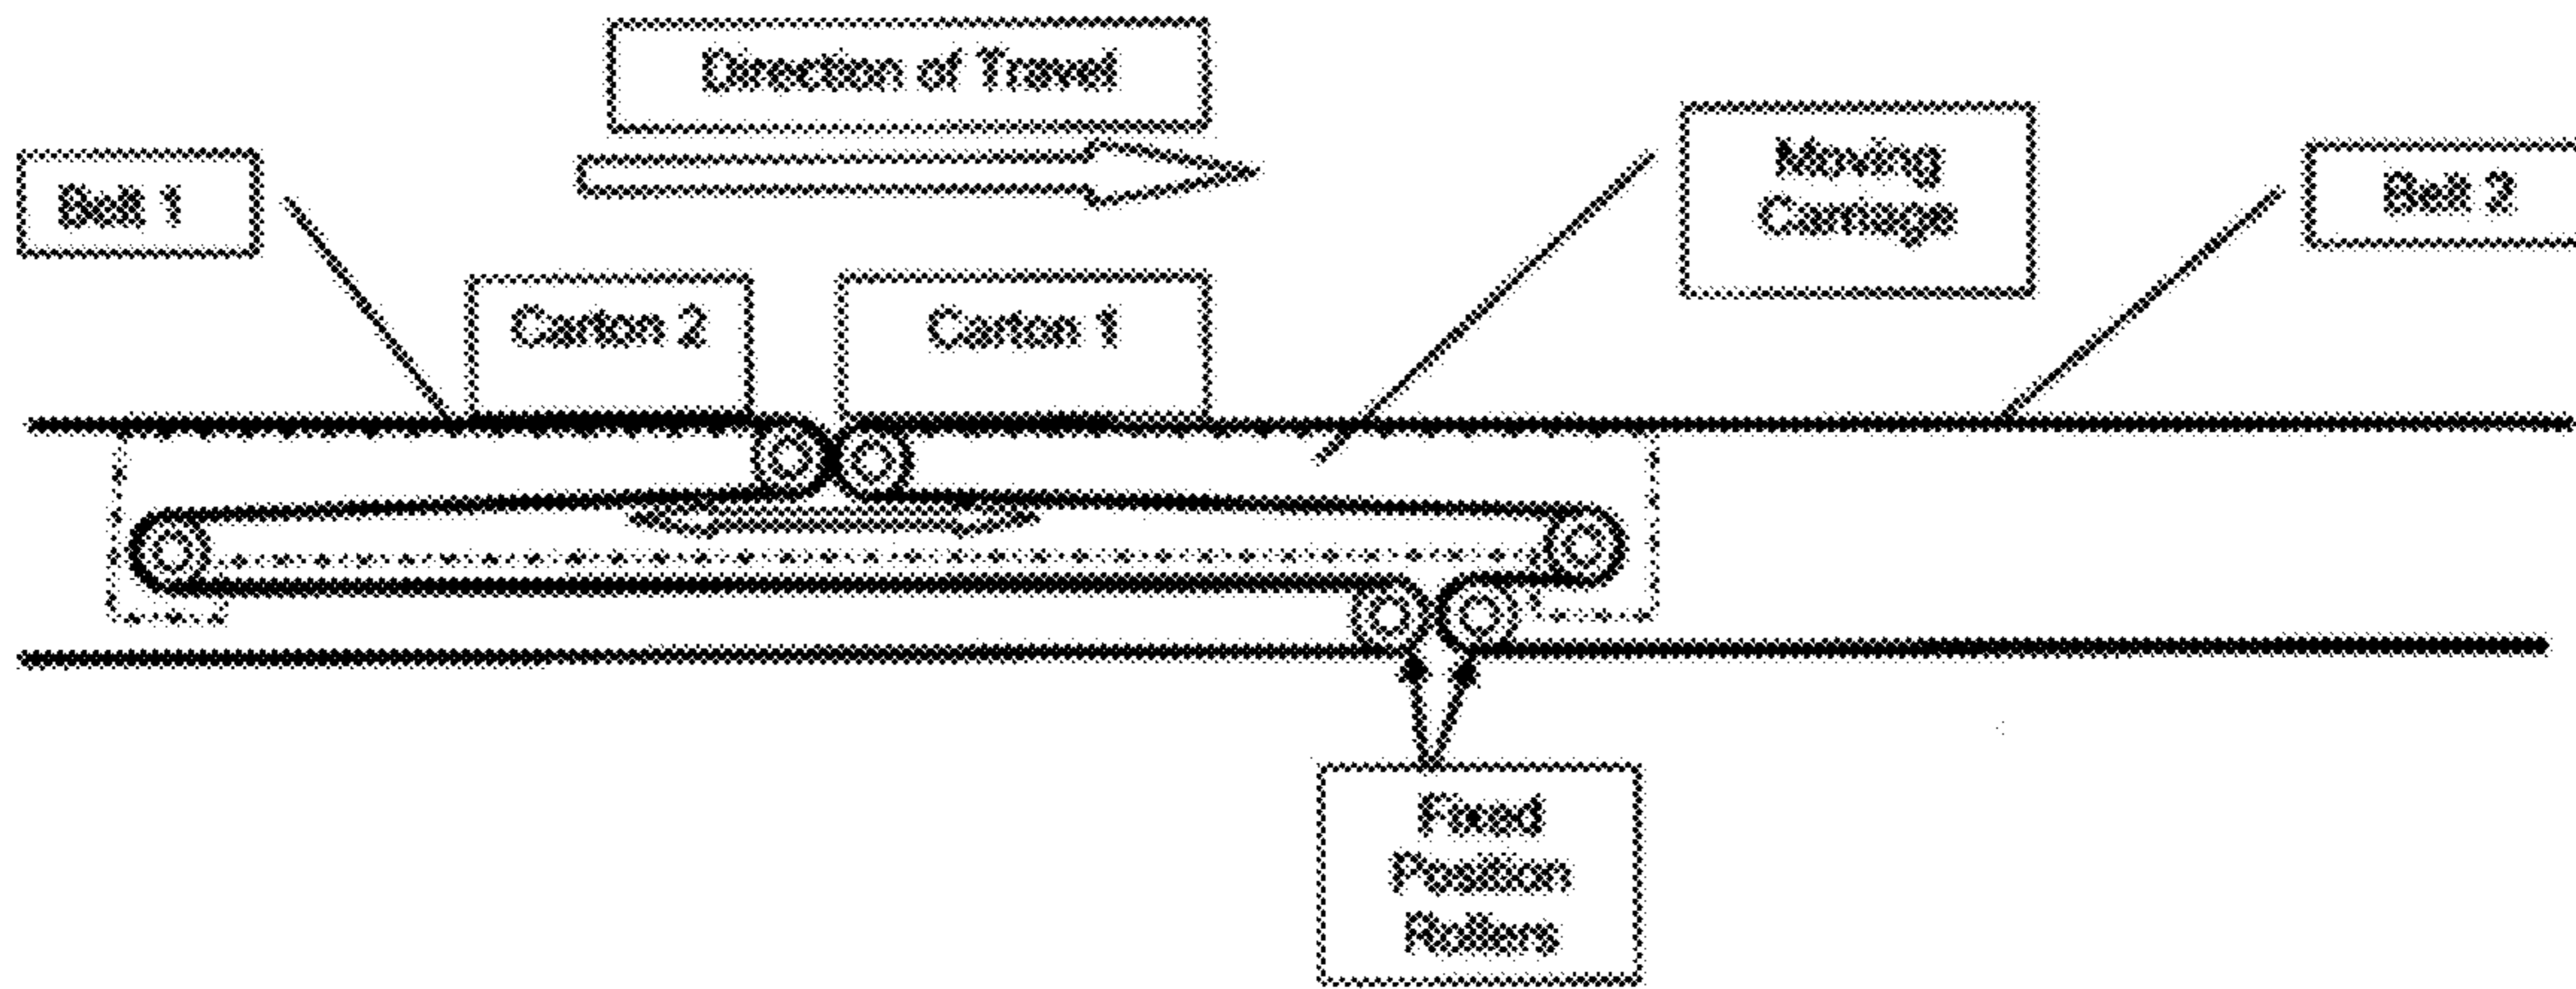 Direction of Travel
Belt 1
Moving
Carriage
Belt 2
Carton 2
Carton 1
Fixed
Position
Rollers